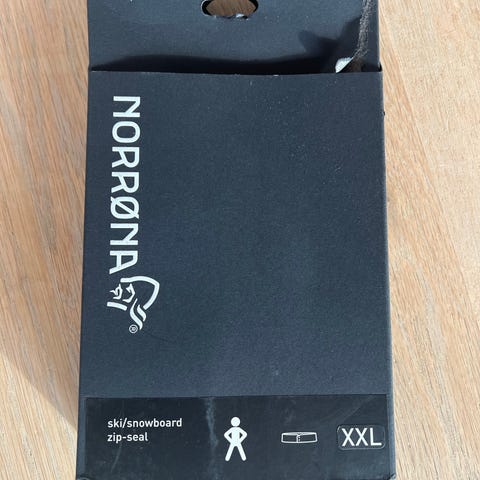 NORRØNA
®
ski/snowboard
zip-seal
F
XXL